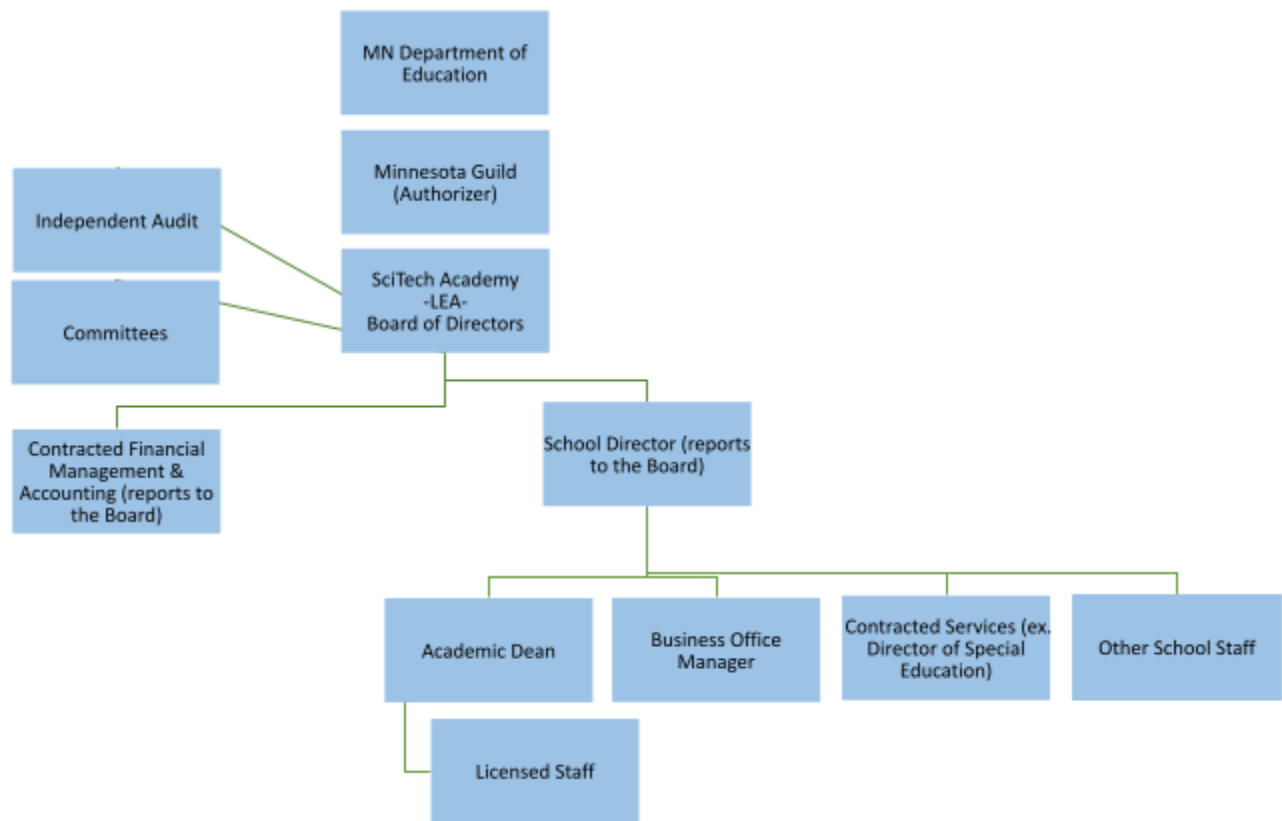 MN Department of
Education
Minnesota Guild
(Authorizer)
Independent Audit
SciTech Academy
-LEA-
Board of Directors
Committees
Contracted Financial
Management &
Accounting (reports to
the Board)
School Director (reports
to the Board)
Academic Dean
Business Office
Manager
Contracted Services (ex.
Director of Special
Education)
Other School Staff
Licensed Staff